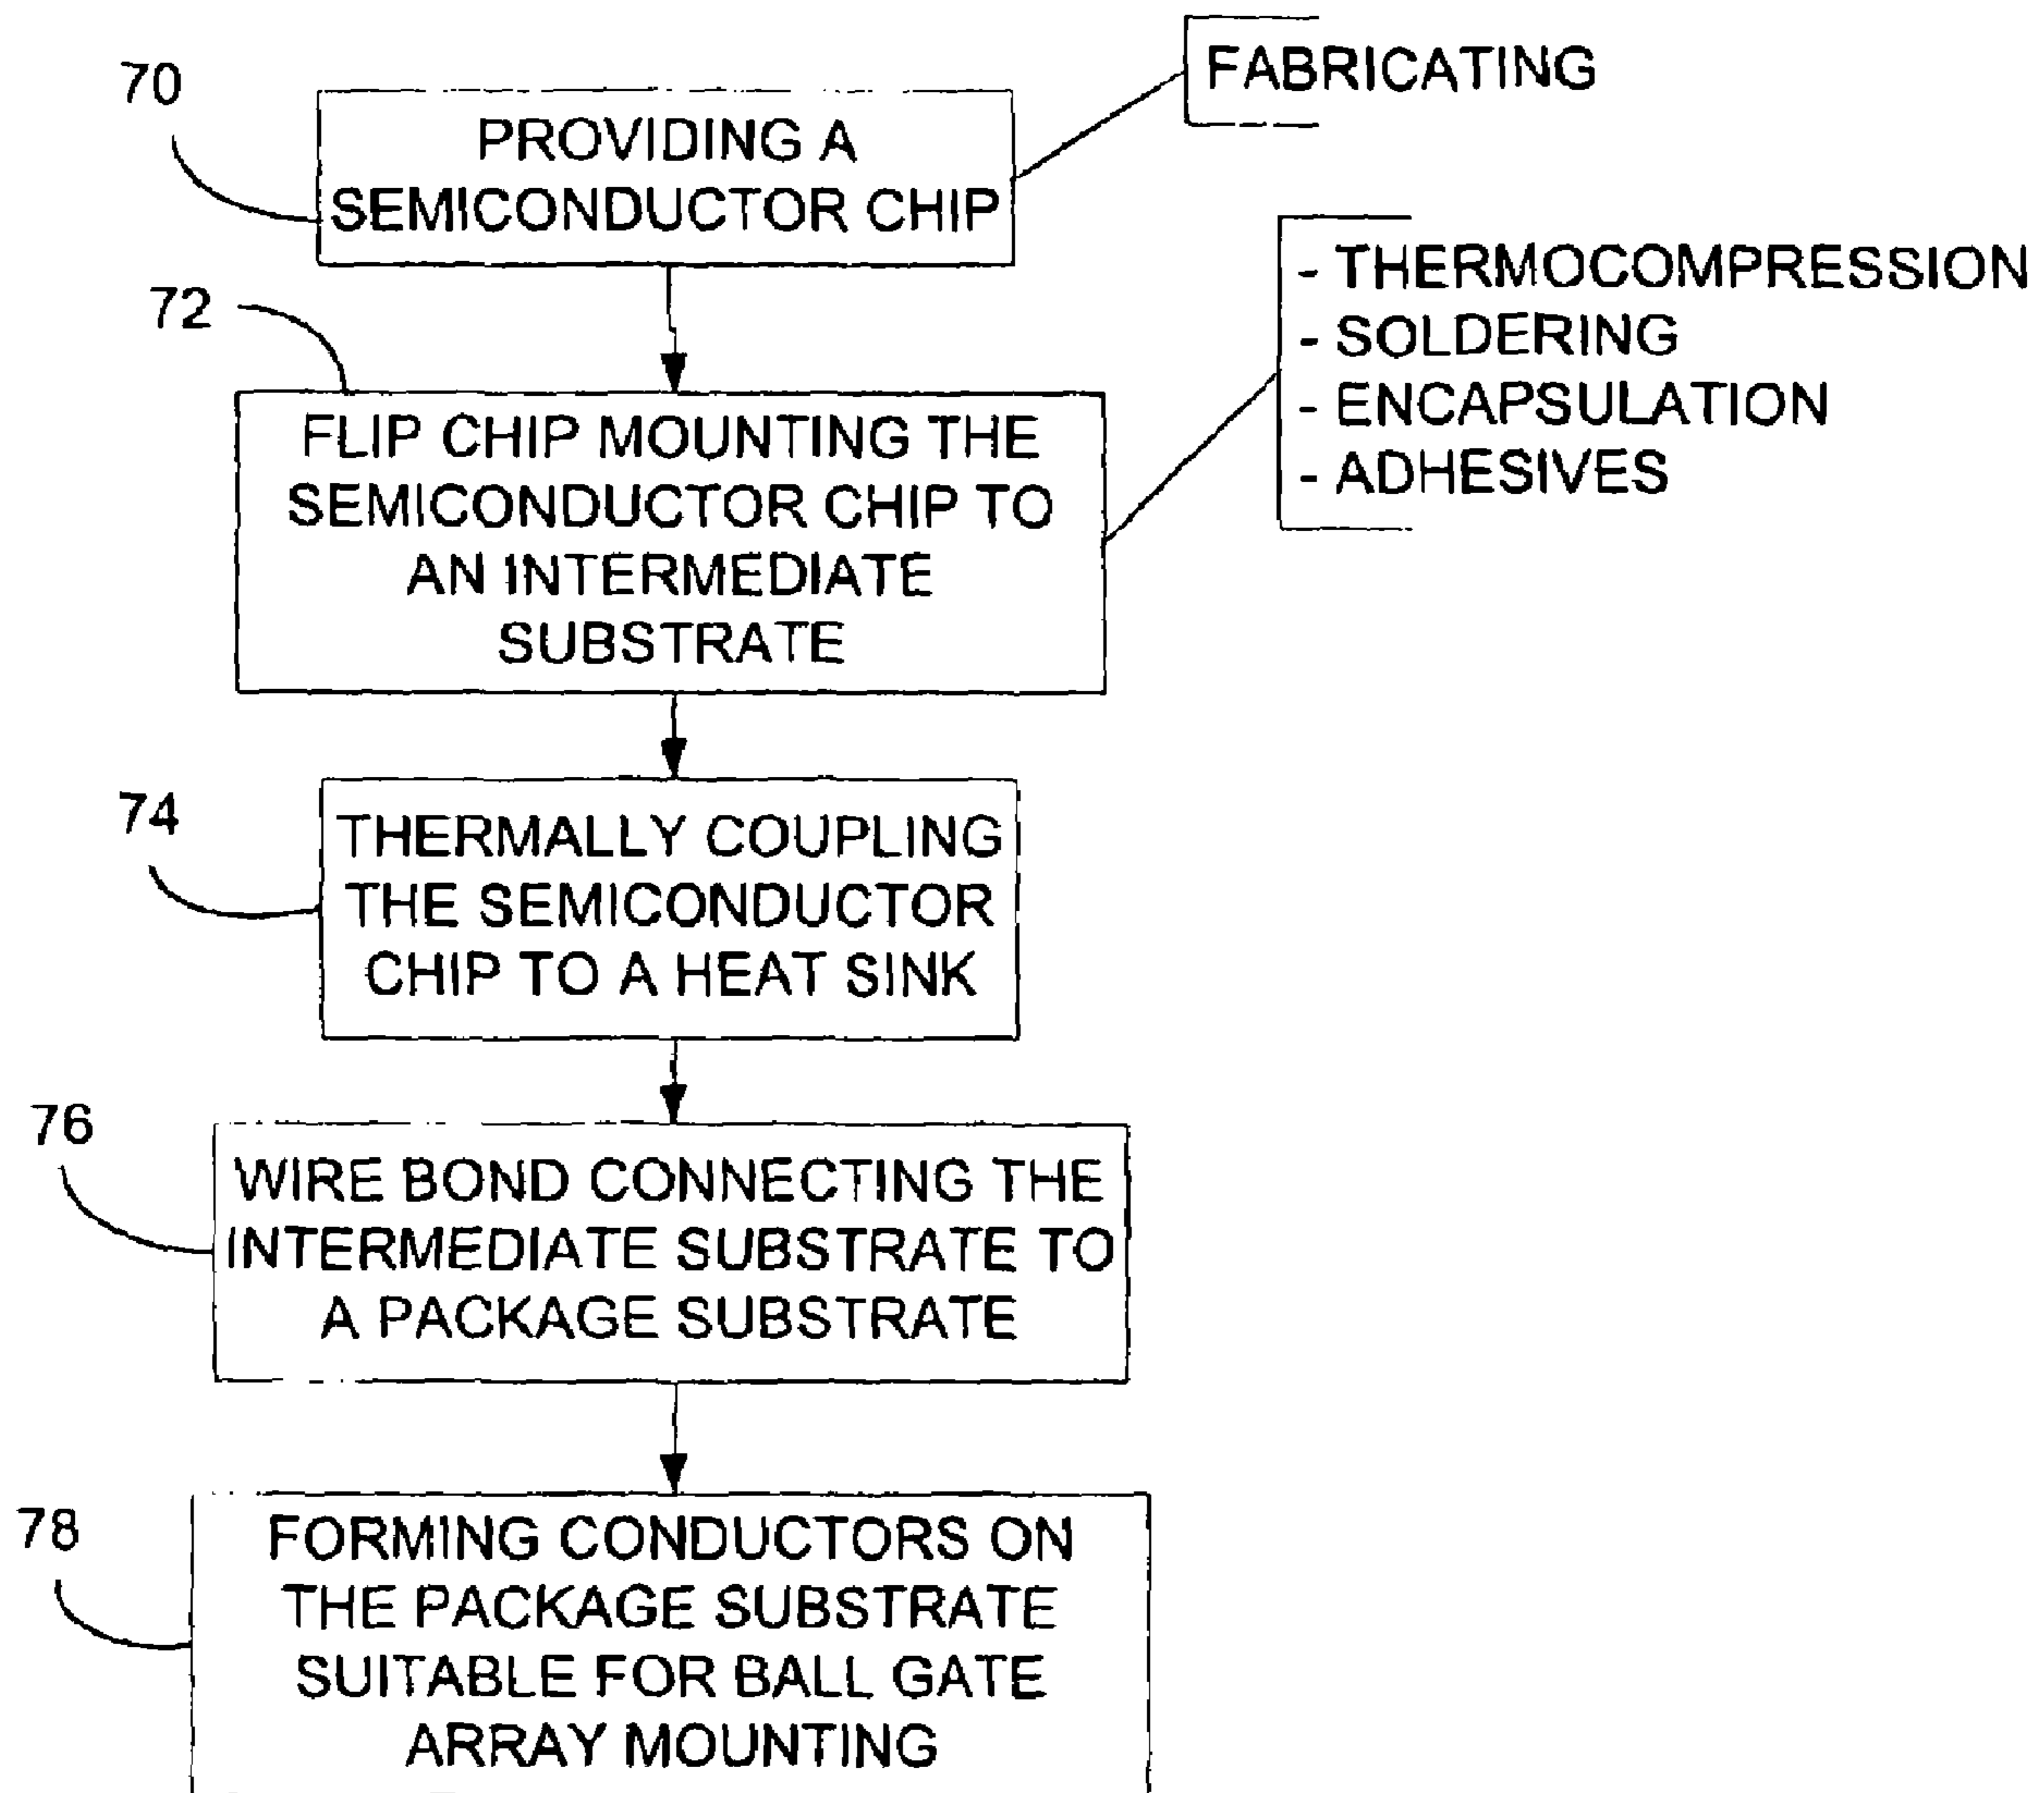 70
PROVIDING A
SEMICONDUCTOR CHIP
FABRICATING
72
FLIP CHIP MOUNTING THE
SEMICONDUCTOR CHIP TO
AN INTERMEDIATE
SUBSTRATE
- THERMOCOMPRESSION
- SOLDERING
- ENCAPSULATION
- ADHESIVES
74
THERMALLY COUPLING
THE SEMICONDUCTOR
CHIP TO A HEAT SINK
76
WIRE BOND CONNECTING THE
INTERMEDIATE SUBSTRATE TO
A PACKAGE SUBSTRATE
78
FORMING CONDUCTORS ON
THE PACKAGE SUBSTRATE
SUITABLE FOR BALL GATE
ARRAY MOUNTING